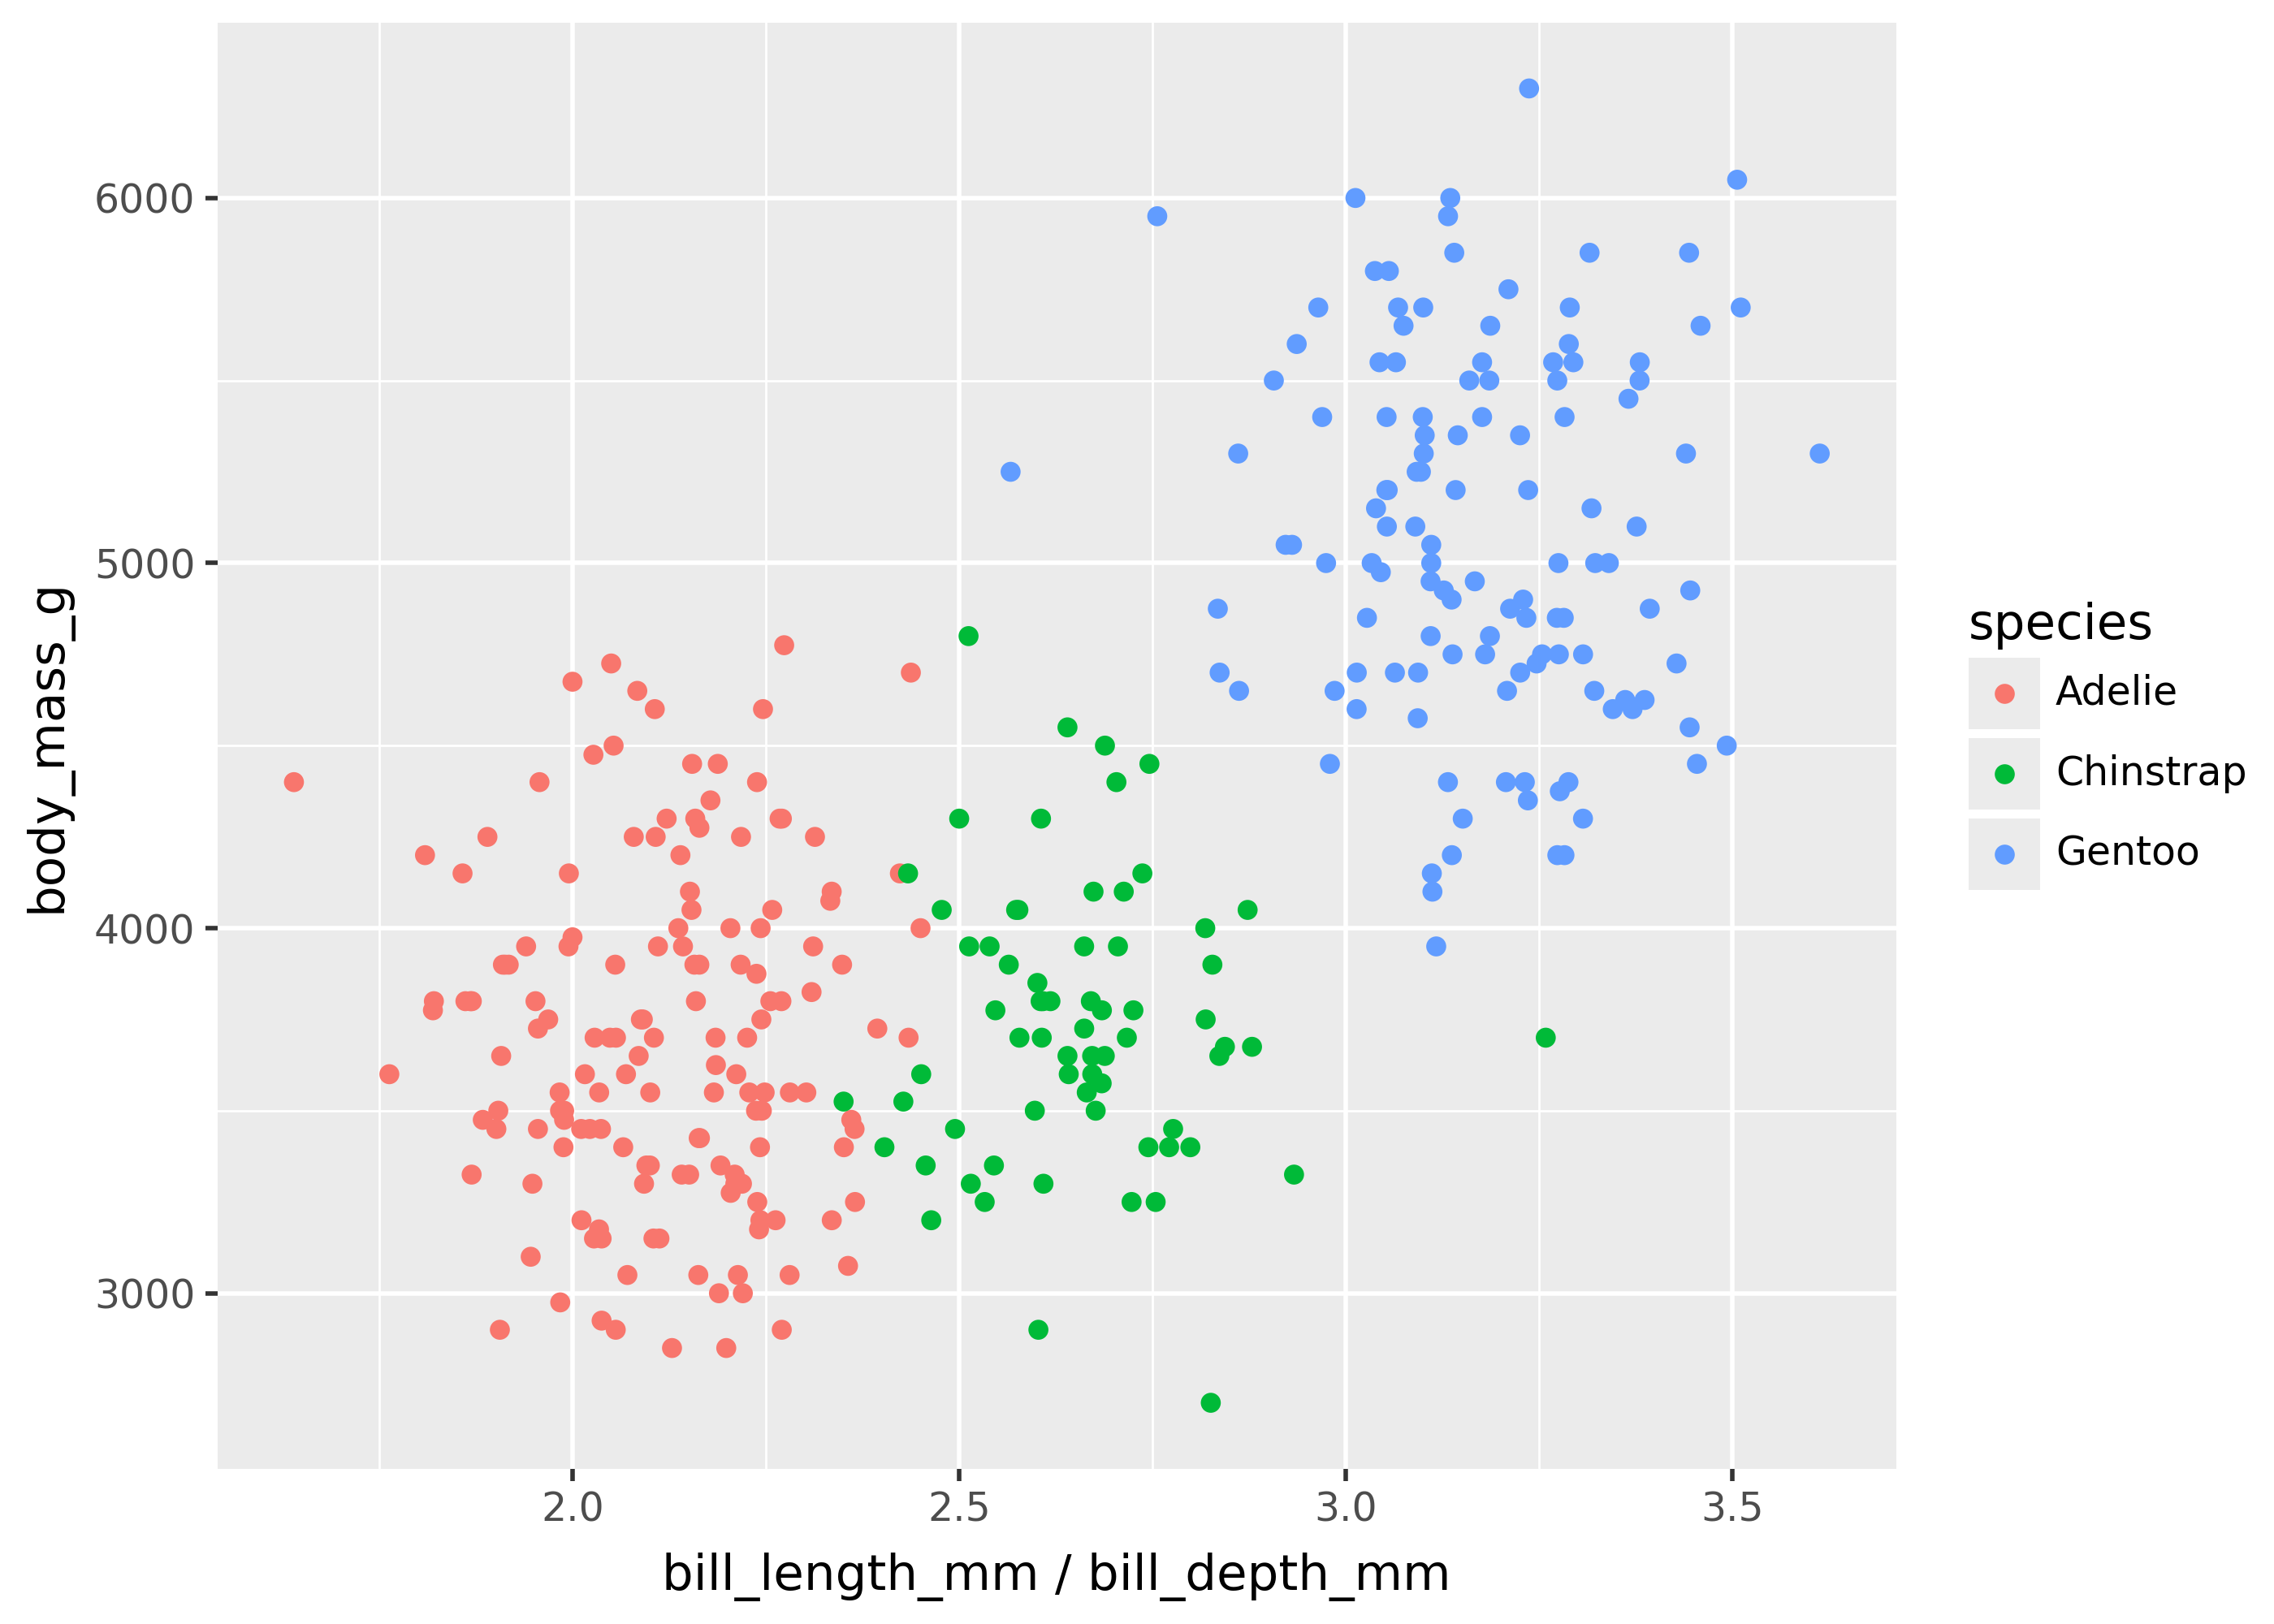 body_mass_g
6000
5000
4000
3000
2.0 2.5 3.0 3.5
bill_length_mm / bill_depth_mm
species
Adelie
Chinstrap
Gentoo